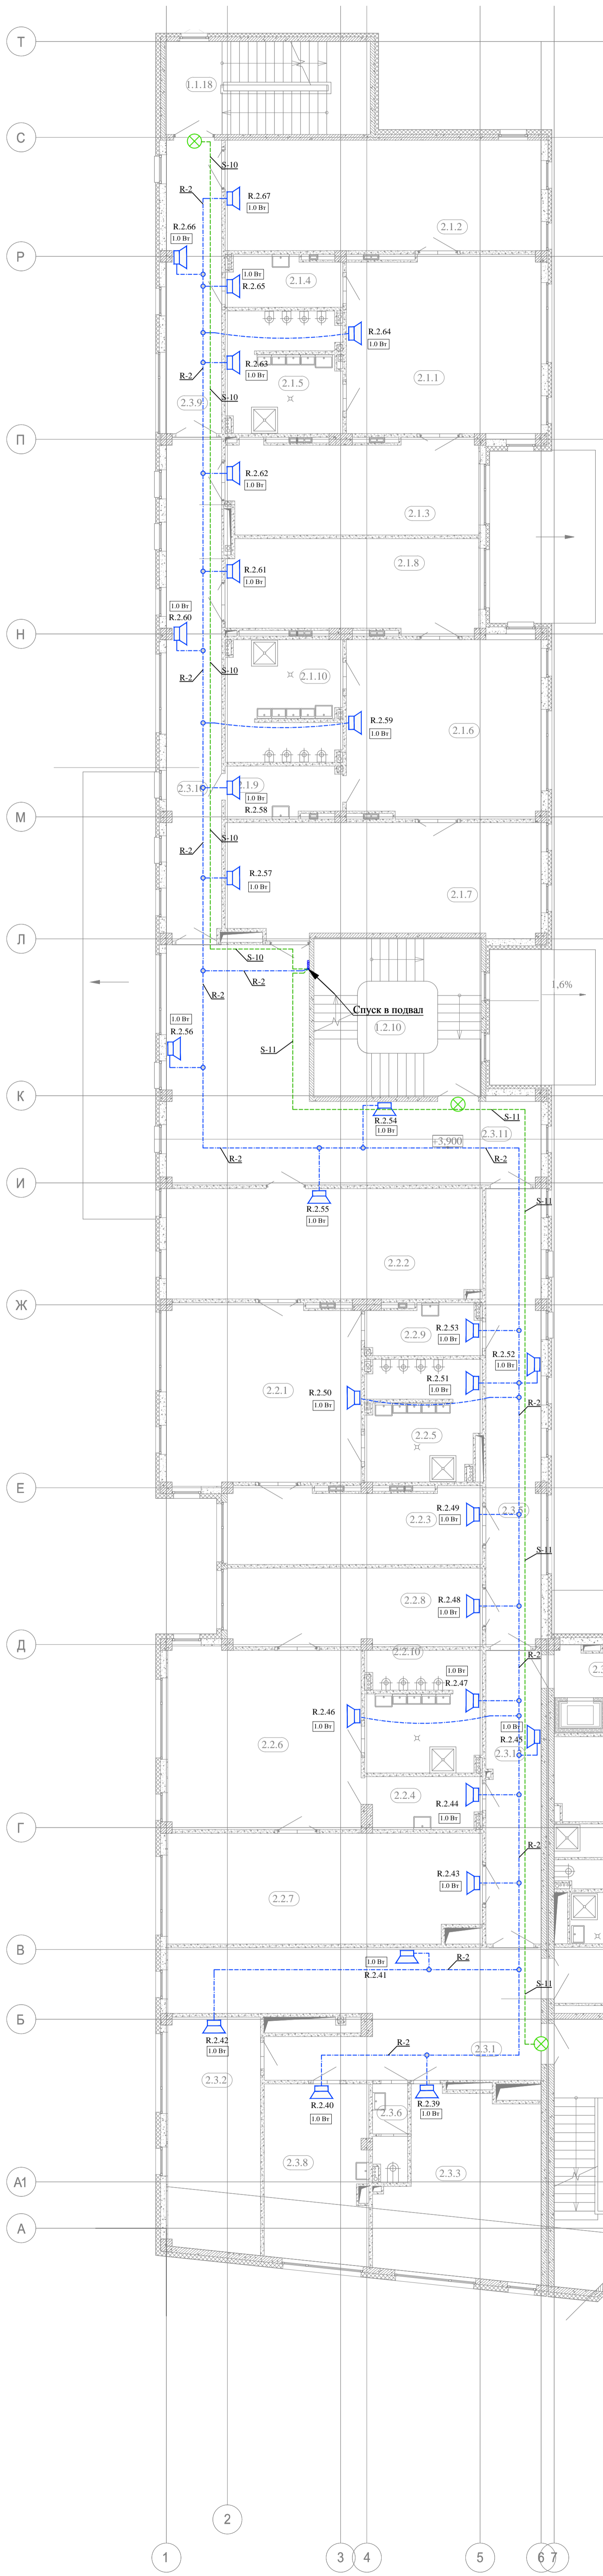 Т
1.1.18
С
S-10
R-2
R.2.67
1.0 Вт
R.2.66
1.0 Вт
2.1.2
Р
1.0 Вт
R.2.65
2.1.4
R.2.64
1.0 Вт
R.2.63
1.0 Вт
R-2
2.1.5
2.1.1
S-10
2.3.9
П
R.2.62
1.0 Вт
2.1.3
2.1.8
R.2.61
1.0 Вт
1.0 Вт
R.2.60
Н
S-10
R-2
2.1.10
R.2.59
1.0 Вт
2.1.6
2.1.9
1.0 Вт
R.2.58
М
S-10
R-2
R.2.57
1.0 Вт
2.1.7
Л
S-10
R-2
R-2
1,6%
Спуск в подвал
1.2.10
1.0 Вт
R.2.56
S-11
К
R.2.54
1.0 Вт
S-11
2.3.11
+3,900
R-2
R-2
И
S-11
R.2.55
1.0 Вт
2.2.2
Ж
R.2.53
1.0 Вт
2.2.9
R.2.52
1.0 Вт
R.2.51
1.0 Вт
2.2.1
R.2.50
1.0 Вт
R-2
2.2.5
Е
R.2.49
1.0 Вт
2.2.3
2.3.5
S-11
R.2.48
1.0 Вт
2.2.8
Д
2.2.10
R-2
1.0 Вт
R.2.47
R.2.46
1.0 Вт
1.0 Вт
R.2.45
2.2.6
R.2.44
1.0 Вт
2.2.4
Г
R-2
R.2.43
1.0 Вт
2.2.7
В
1.0 Вт
R.2.41
R-2
S-11
Б
R.2.42
1.0 Вт
R-2
2.3.1
2.3.2
R.2.40
1.0 Вт
R.2.39
1.0 Вт
2.3.6
2.3.8
2.3.3
А1
А
2
1
3
4
5
6
7